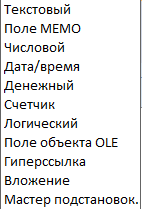 Текстовый
Поле МЕМО
Числовой
Дата/время
Денежный
Счетчик
Логический
Поле объекта OLE
Гиперссылка
Вложение
Мастер подстановок.